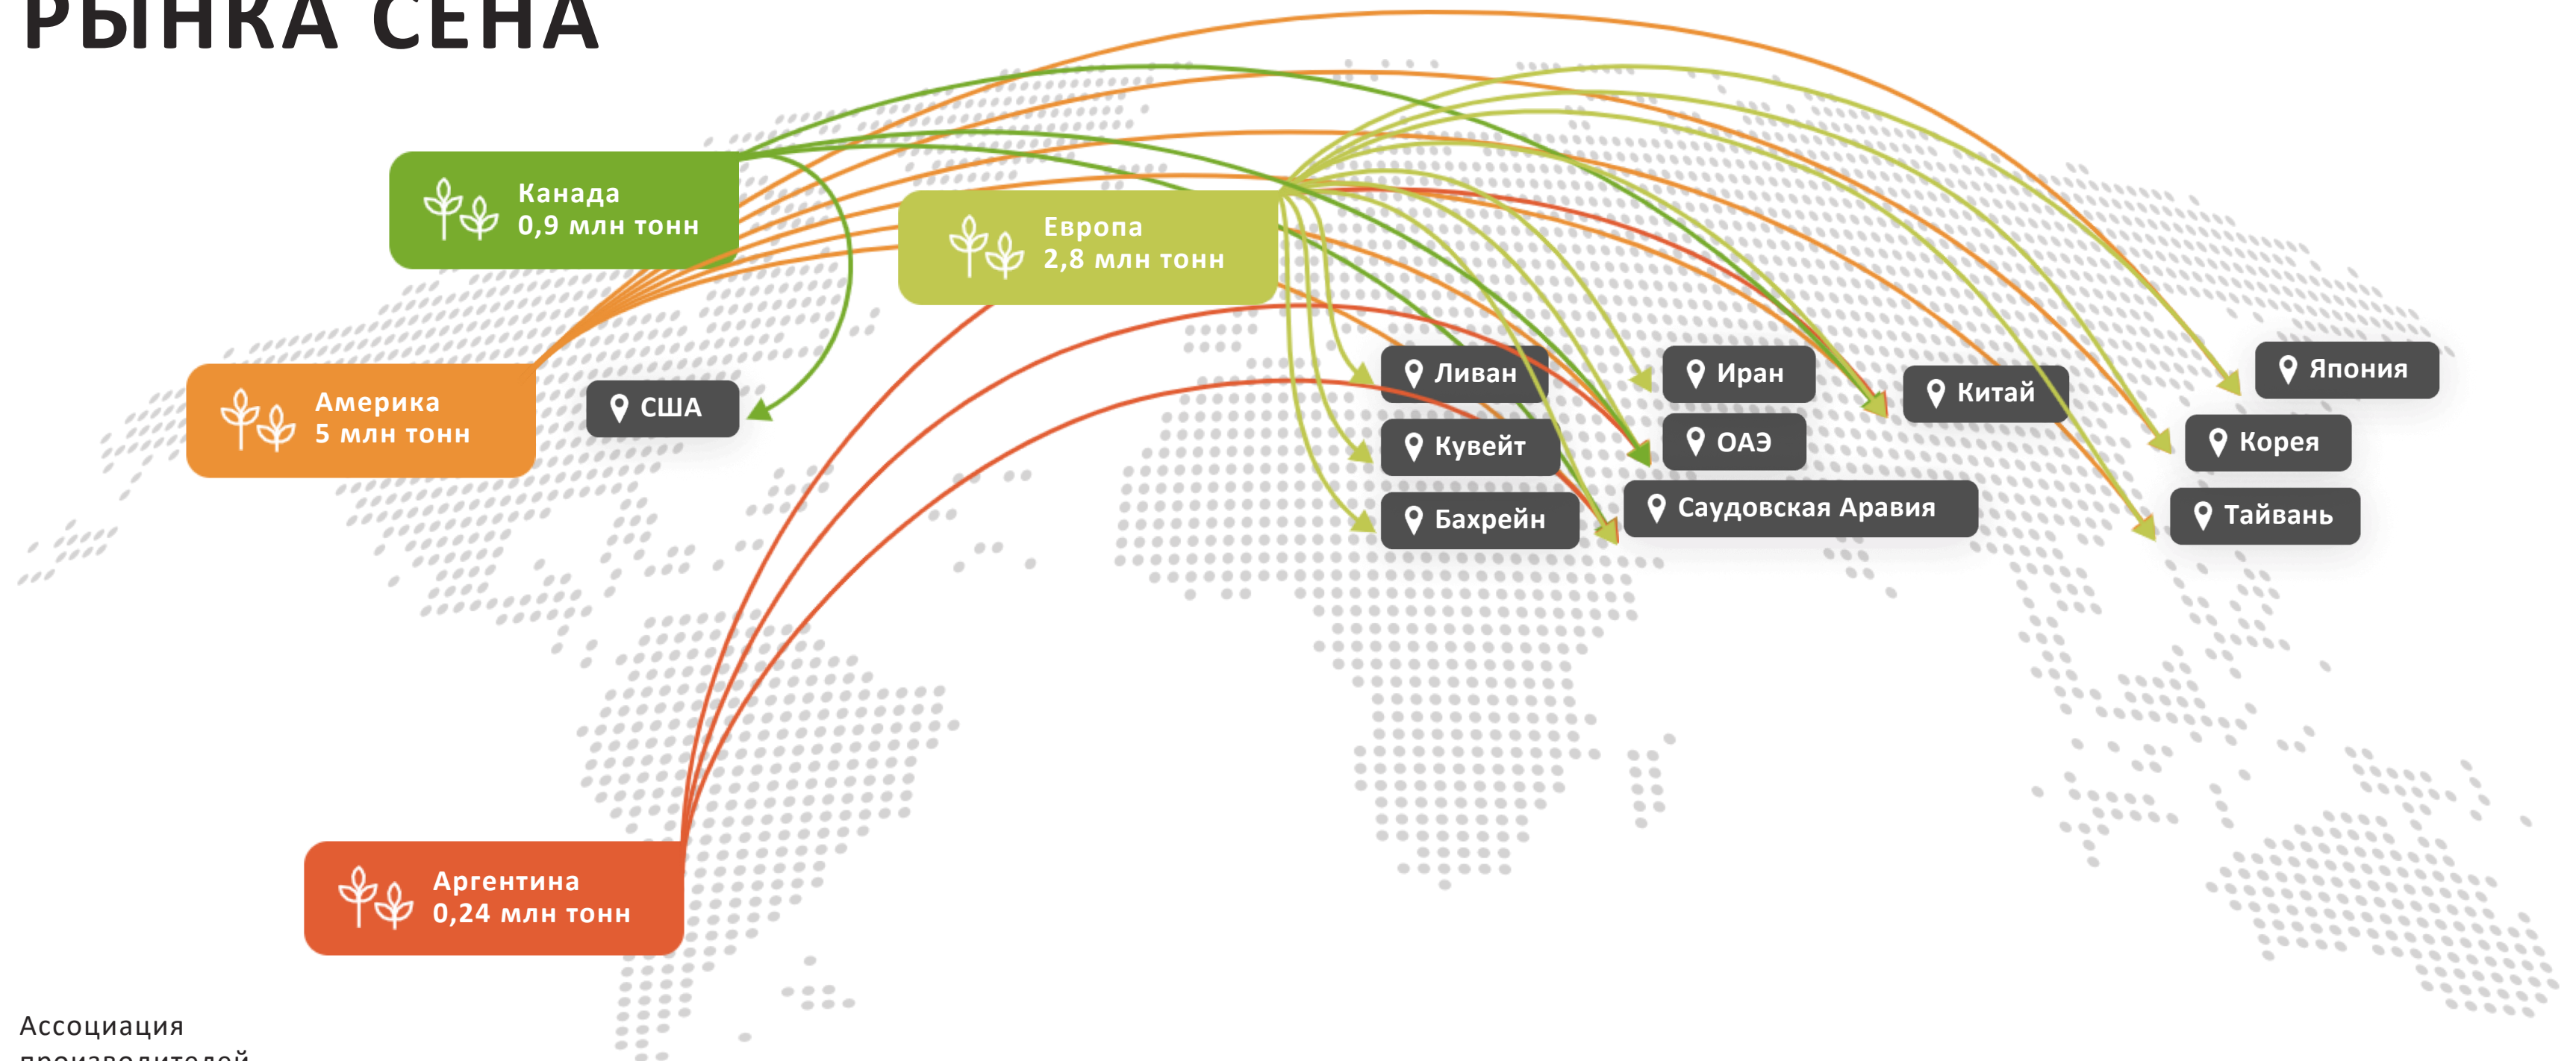 РЫНКА СЕНА
Канада
0,9 млн тонн
Европа
2,8 млн тонн
Америка
5 млн тонн
США
Ливан
Иран
Китай
Япония
Кувейт
ОАЭ
Корея
Бахрейн
Саудовская Аравия
Тайвань
Аргентина
0,24 млн тонн
Ассоциация
производителей